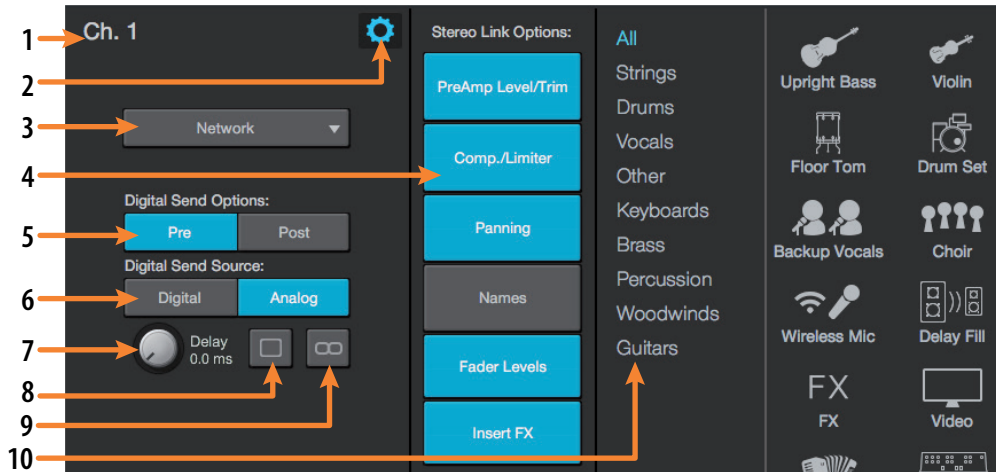 1
Ch. 1
2
3
Network
4
Digital Send Options:
5
Pre
Post
Digital Send Source:
6
Digital
Analog
7
Delay
0.0 ms
8
9
10
Stereo Link Options:
PreAmp Level/Trim
Comp./Limiter
Panning
Names
Fader Levels
Insert FX
All
Strings
Drums
Vocals
Other
Keyboards
Brass
Percussion
Woodwinds
Guitars
Upright Bass
Violin
Floor Tom
Drum Set
Backup Vocals
Choir
Wireless Mic
Delay Fill
FX
FX
Video